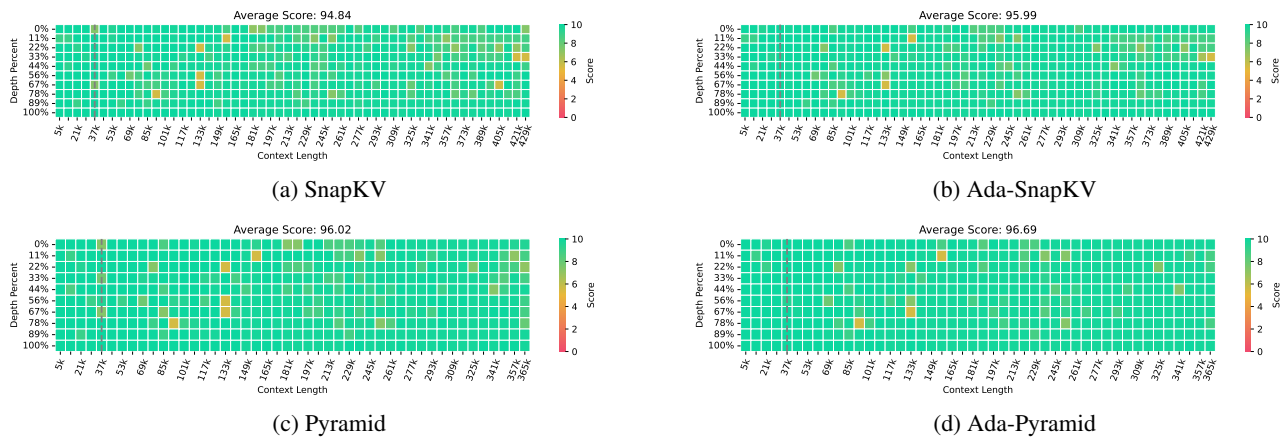 Average Score: 94.84
Depth Percent
0%
11%
22%
33%
44%
56%
67%
78%
89%
100%
5k 21k 37k 53k 69k 85k 101k 117k 133k 149k 165k 181k 197k 213k 229k 245k 261k 277k 293k 309k 325k 341k 357k 373k 389k 405k 421k 429k
Context Length
10
8
6
4
2
0
Score
(a) SnapKV
Average Score: 95.99
Depth Percent
0%
11%
22%
33%
44%
56%
67%
78%
89%
100%
5k 21k 37k 53k 69k 85k 101k 117k 133k 149k 165k 181k 197k 213k 229k 245k 261k 277k 293k 309k 325k 341k 357k 373k 389k 405k 421k 429k
Context Length
10
8
6
4
2
0
Score
(b) Ada-SnapKV
Average Score: 96.02
Depth Percent
0%
11%
22%
33%
44%
56%
67%
78%
89%
100%
5k 21k 37k 53k 69k 85k 101k 117k 133k 149k 165k 181k 197k 213k 229k 245k 261k 277k 293k 309k 325k 341k 357k 365k
Context Length
10
8
6
4
2
0
Score
(c) Pyramid
Average Score: 96.69
Depth Percent
0%
11%
22%
33%
44%
56%
67%
78%
89%
100%
5k 21k 37k 53k 69k 85k 101k 117k 133k 149k 165k 181k 197k 213k 229k 245k 261k 277k 293k 309k 325k 341k 357k 365k
Context Length
10
8
6
4
2
0
Score
(d) Ada-Pyramid